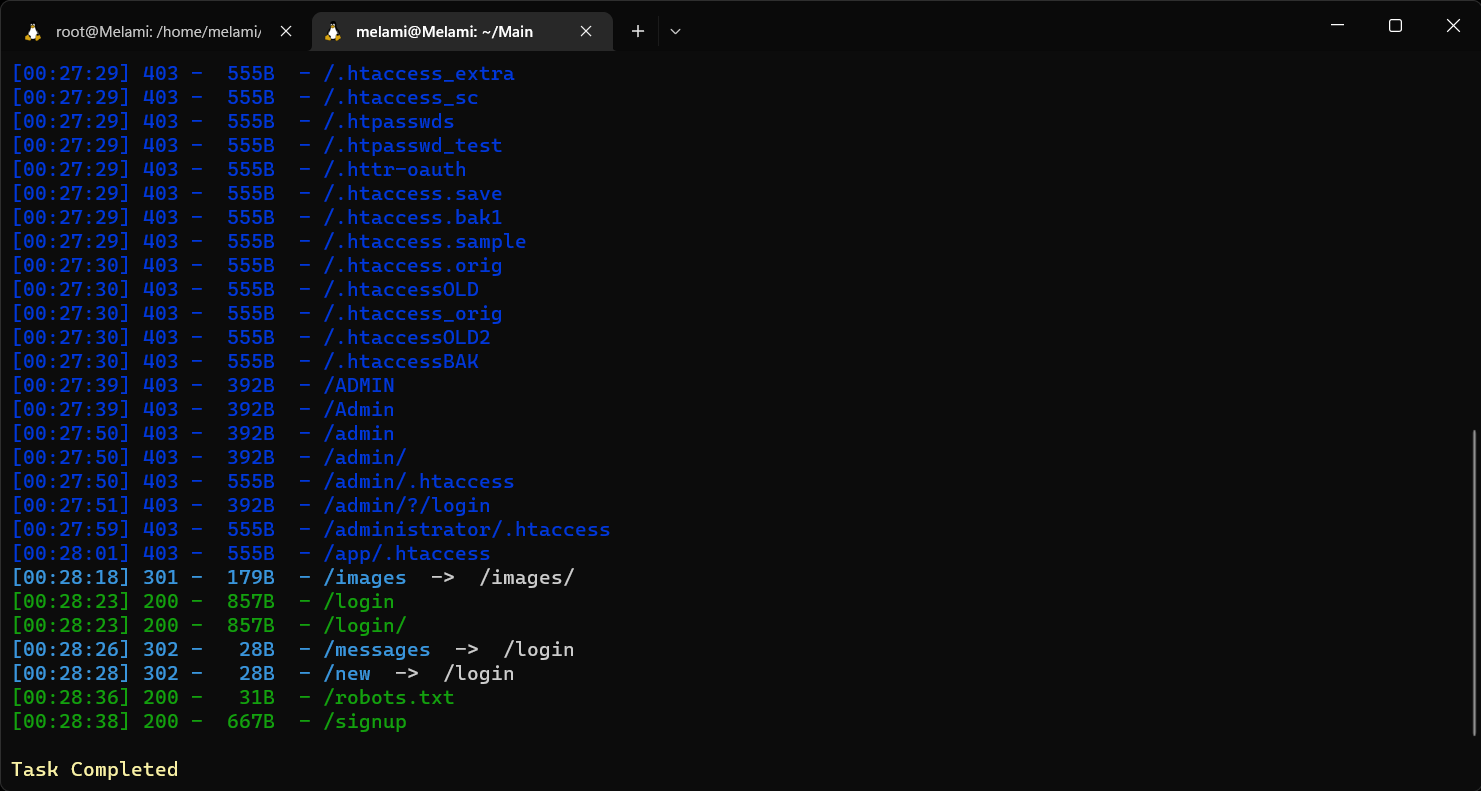 root@Melami: /home/melami/
melami@Melami: ~/Main
[00:27:29] 403 -  555B  - /.htaccess_extra
[00:27:29] 403 -  555B  - /.htaccess_sc
[00:27:29] 403 -  555B  - /.htpasswds
[00:27:29] 403 -  555B  - /.htpasswd_test
[00:27:29] 403 -  555B  - /.httr-oauth
[00:27:29] 403 -  555B  - /.htaccess.save
[00:27:29] 403 -  555B  - /.htaccess.bak1
[00:27:29] 403 -  555B  - /.htaccess.sample
[00:27:30] 403 -  555B  - /.htaccess.orig
[00:27:30] 403 -  555B  - /.htaccessOLD
[00:27:30] 403 -  555B  - /.htaccess_orig
[00:27:30] 403 -  555B  - /.htaccessOLD2
[00:27:30] 403 -  555B  - /.htaccessBAK
[00:27:39] 403 -  392B  - /ADMIN
[00:27:39] 403 -  392B  - /Admin
[00:27:50] 403 -  392B  - /admin
[00:27:50] 403 -  392B  - /admin/
[00:27:50] 403 -  555B  - /admin/.htaccess
[00:27:51] 403 -  392B  - /admin/?/login
[00:27:59] 403 -  555B  - /administrator/.htaccess
[00:28:01] 403 -  555B  - /app/.htaccess
[00:28:18] 301 -  179B  - /images  ->  /images/
[00:28:23] 200 -  857B  - /login
[00:28:23] 200 -  857B  - /login/
[00:28:26] 302 -   28B  - /messages  ->  /login
[00:28:28] 302 -   28B  - /new  ->  /login
[00:28:36] 200 -   31B  - /robots.txt
[00:28:38] 200 -  667B  - /signup
Task Completed